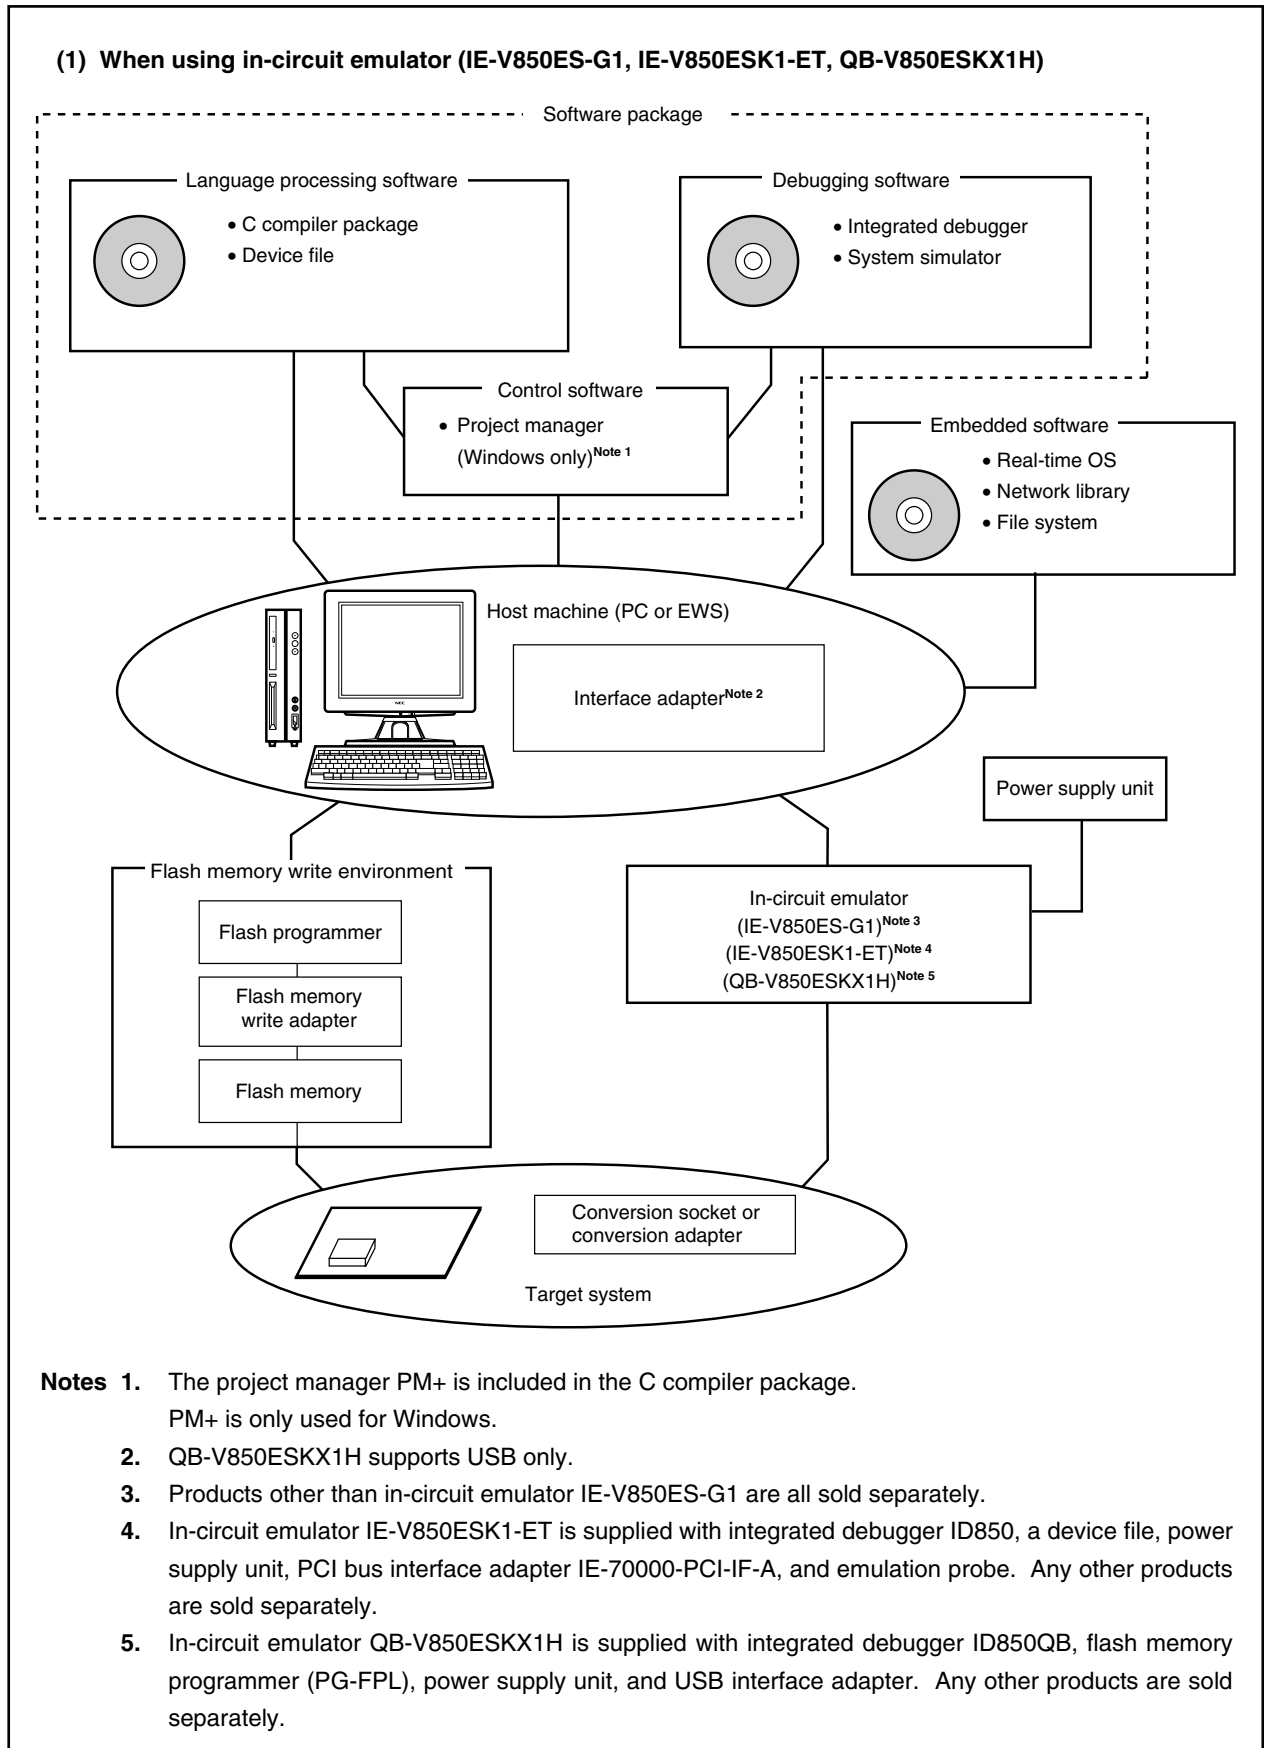 (1) When using in-circuit emulator (IE-V850ES-G1, IE-V850ESK1-ET, QB-V850ESKX1H)
Software package
Language processing software
• C compiler package
• Device file
Debugging software
• Integrated debugger
• System simulator
Control software
• Project manager
(Windows only)Note 1
Embedded software
• Real-time OS
• Network library
• File system
Host machine (PC or EWS)
Interface adapterNote 2
NEC
Power supply unit
Flash memory write environment
Flash programmer
Flash memory
write adapter
Flash memory
In-circuit emulator
(IE-V850ES-G1)Note 3
(IE-V850ESK1-ET)Note 4
(QB-V850ESKX1H)Note 5
Conversion socket or
conversion adapter
Target system
Notes 1. The project manager PM+ is included in the C compiler package.
PM+ is only used for Windows.
2. QB-V850ESKX1H supports USB only.
3. Products other than in-circuit emulator IE-V850ES-G1 are all sold separately.
4. In-circuit emulator IE-V850ESK1-ET is supplied with integrated debugger ID850, a device file, power
supply unit, PCI bus interface adapter IE-70000-PCI-IF-A, and emulation probe. Any other products
are sold separately.
5. In-circuit emulator QB-V850ESKX1H is supplied with integrated debugger ID850QB, flash memory
programmer (PG-FPL), power supply unit, and USB interface adapter. Any other products are sold
separately.